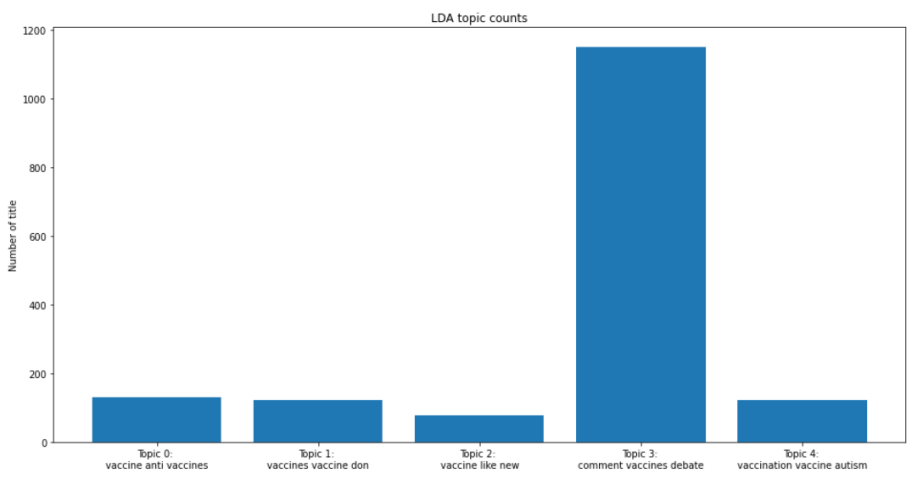 LDA topic counts
1200
1000
800
600
400
200
0
Number of title
Topic 0:
vaccine anti vaccines
Topic 1:
vaccines vaccine don
Topic 2:
vaccine like new
Topic 3:
comment vaccines debate
Topic 4:
vaccination vaccine autism